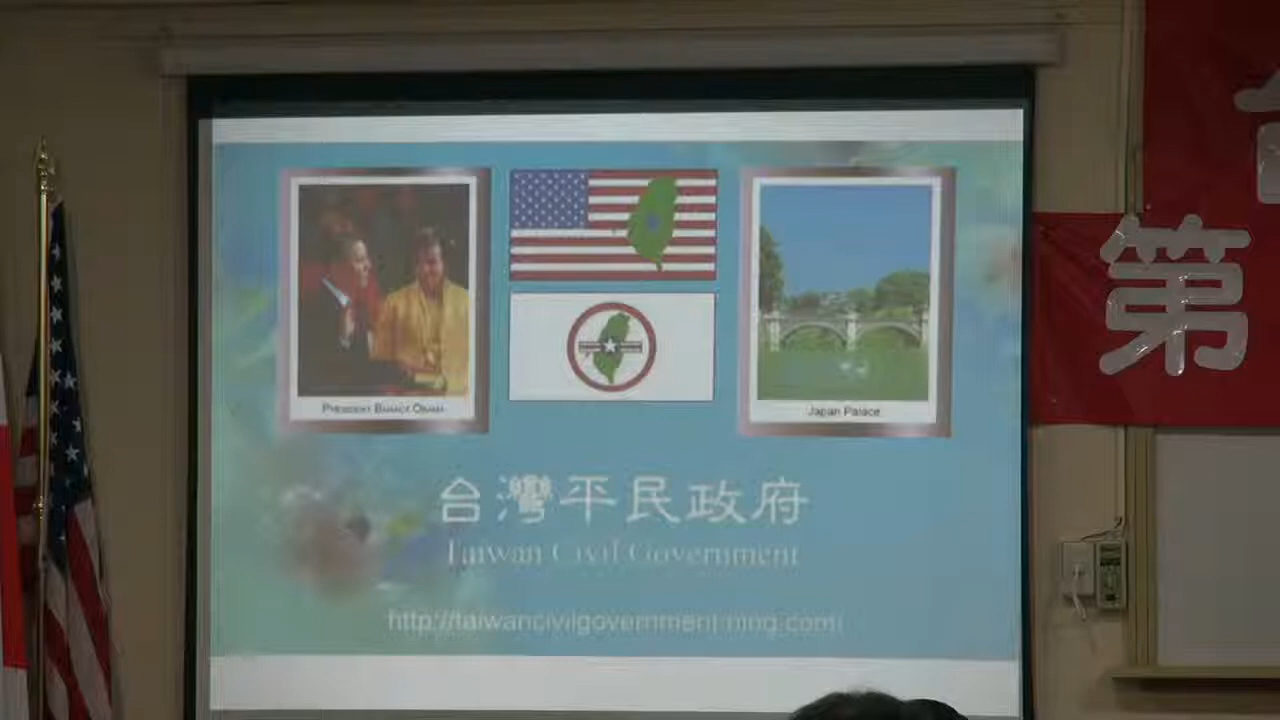 PRESIDENT BARACK OBAMA
Japan Palace
台灣平民政府
Taiwan Civil Government
http://taiwancivilgovernment.ning.com/
第